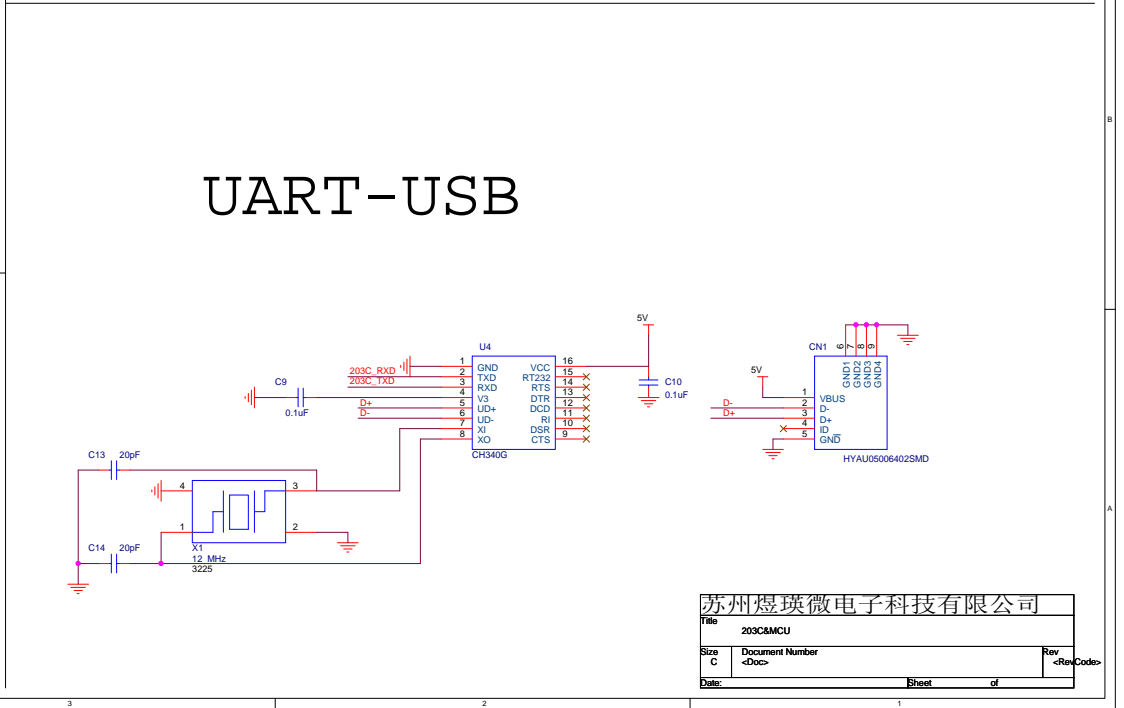 B
UART-USB
5V
U4
CN1
6
7
8
9
GND1
GND2
GND3
GND4
203C_RXD
203C_TXD
1 GND VCC 16
2 TXD RT232 15
3 RXD RTS 14
4 V3 DTR 13
5 UD+ DCD 12
6 UD- RI 11
7 XI DSR 10
8 XO CTS 9
CH340G
C9
0.1uF
D+
D-
C10
0.1uF
5V
D-
D+
1 VBUS
2 D-
3 D+
4 ID
5 GND
HYAU05006402SMD
C13 20pF
4 3
1 2
C14 20pF
X1
12 MHz
3225
A
苏州煜瑛微电子科技有限公司
Title
203C&MCU
Size Document Number Rev
C <Doc> <RevCode>
Date: Sheet of
3 2 1